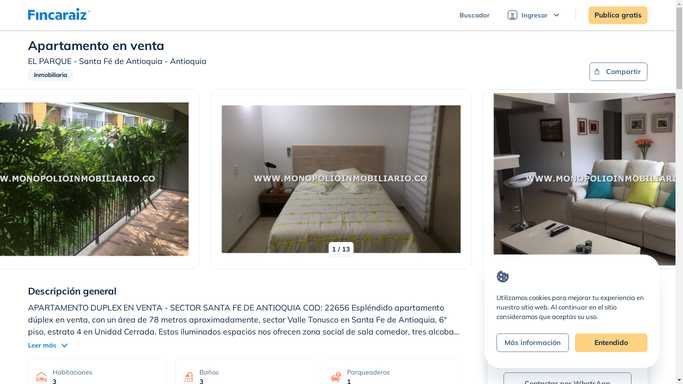 Fincaraiz
Buscador
Ingresar
Publica gratis
Apartamento en venta
EL PARQUE - Santa Fé de Antioquia - Antioquia
Inmobiliaria
Compartir
WWW.MONOPOLIOINMOBILIARIO.CO
WWW.MONOPOLIOINMOBILIARIO.CO
WWW.MONOPOLIOINMOBILI
1 / 13
Descripción general
APARTAMENTO DUPLEX EN VENTA - SECTOR SANTA FE DE ANTIOQUIA COD: 22656 Espléndido apartamento
dúplex en venta, con un área de 78 metros aproximadamente, sector Valle Tonusco en Santa Fe de Antioquia, 6°
piso, estrato 4 en Unidad Cerrada. Estos iluminados espacios nos ofrecen zona social de sala comedor, tres alcoba...
Leer más
Habitaciones
3
Baños
3
Parqueaderos
1
Utilizamos cookies para mejorar tu experiencia en
nuestro sitio web. Al continuar en el sitio
consideramos que aceptas su uso.
Más información
Entendido
Contactar por WhatsApp